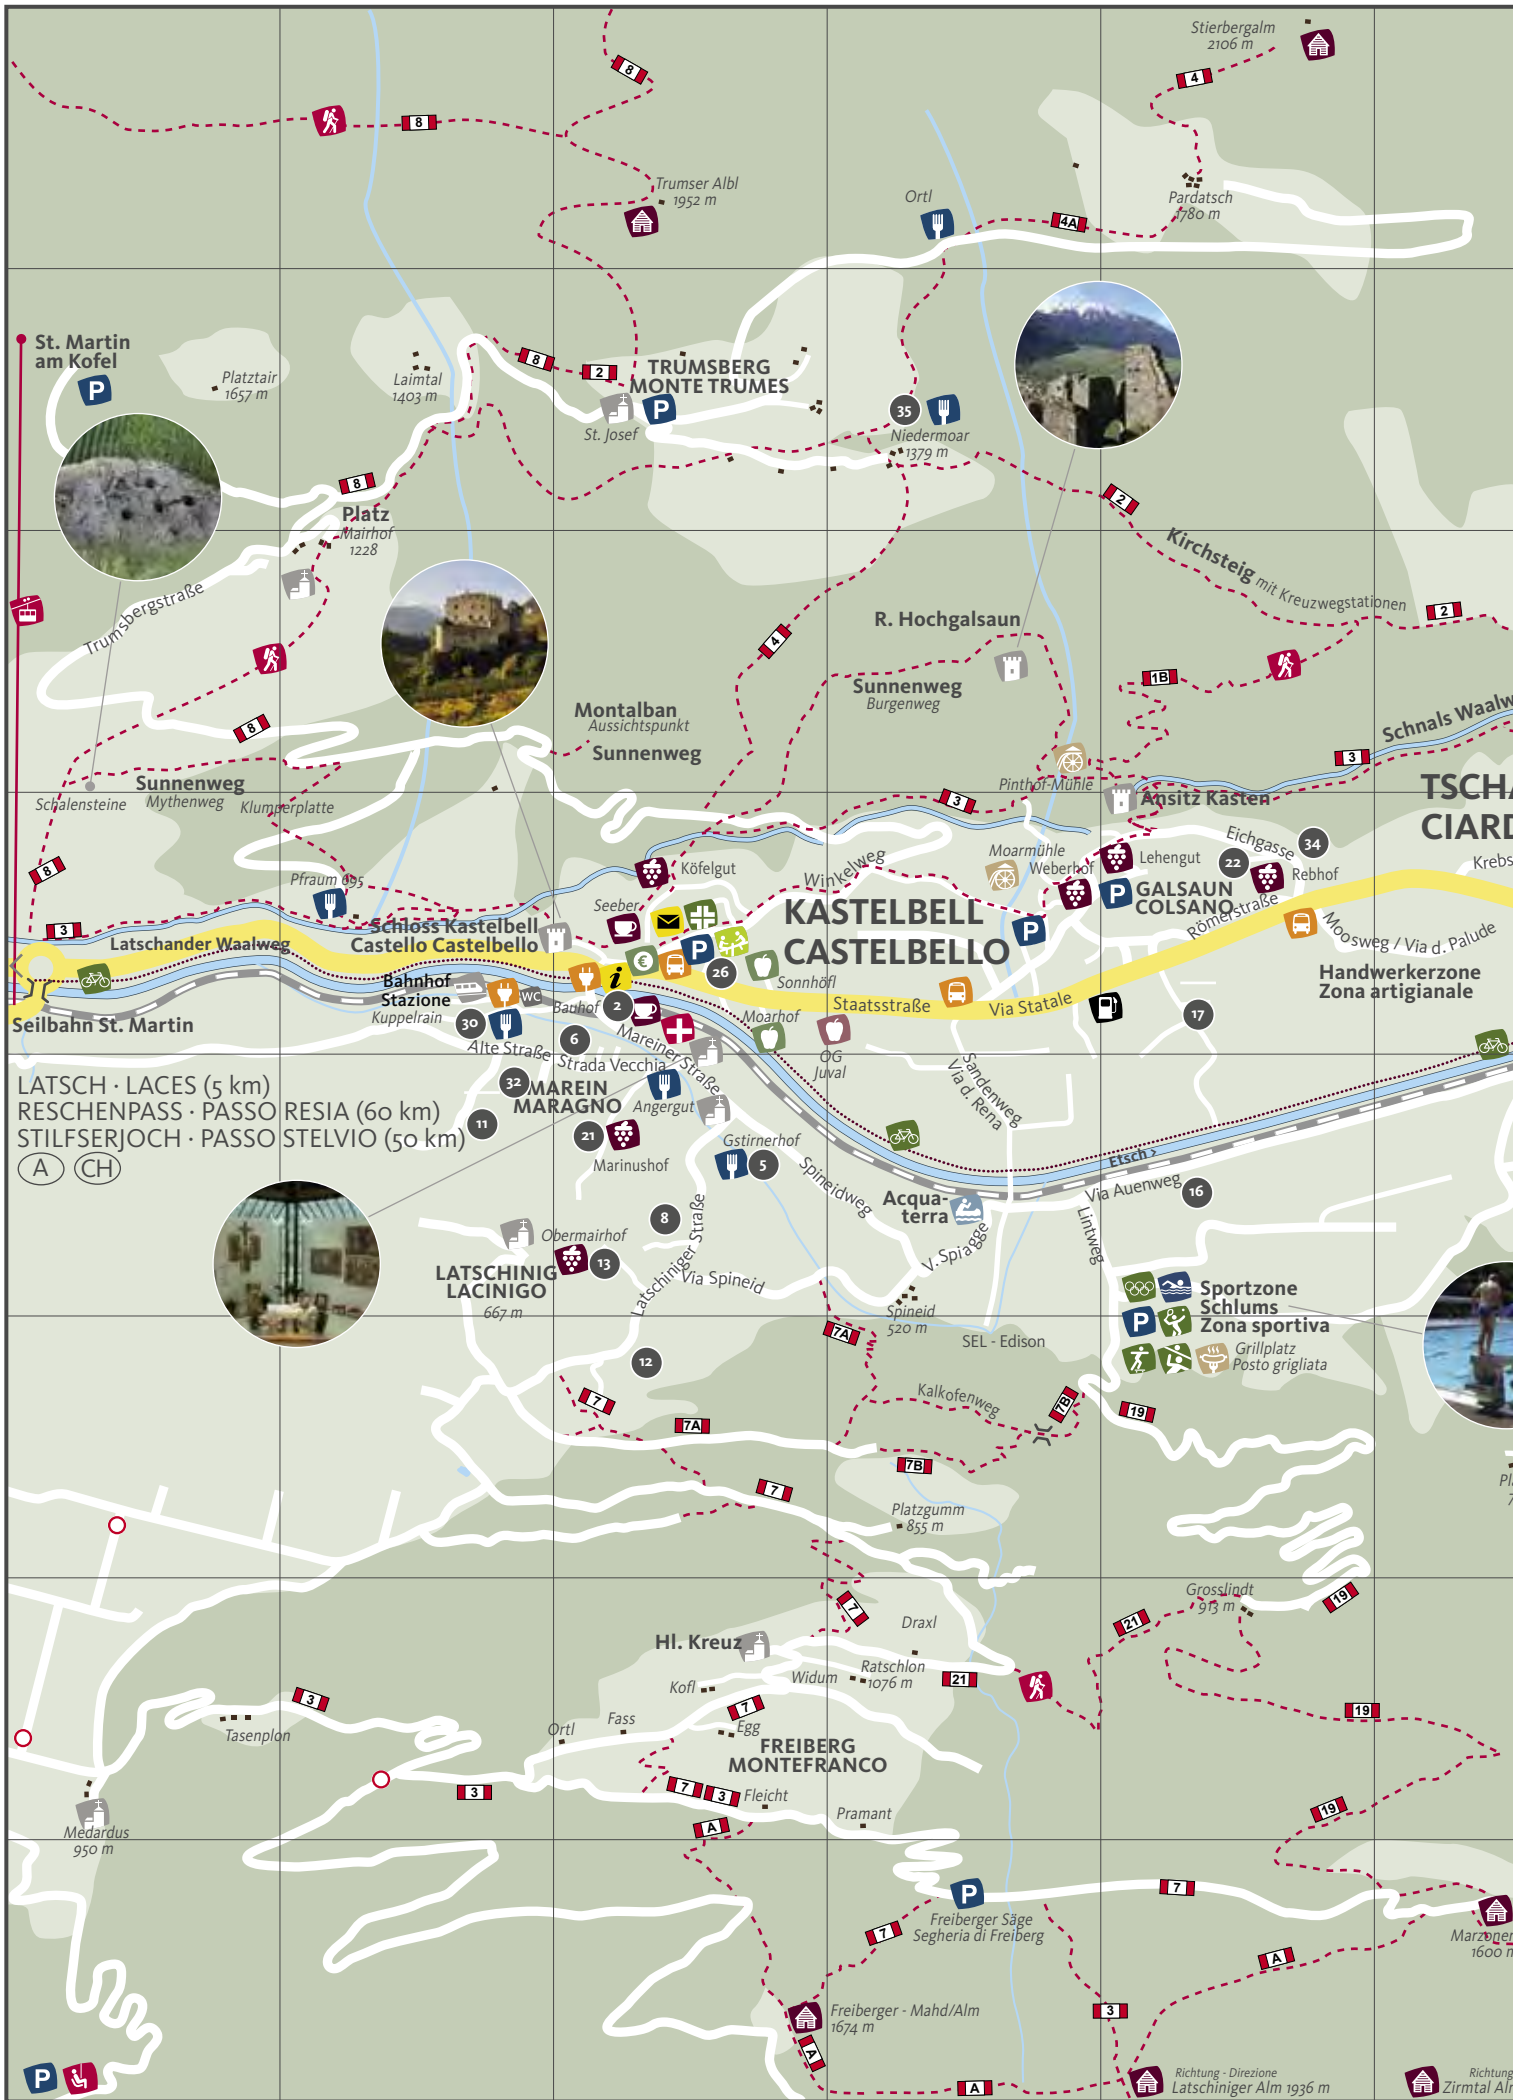 Stierbergalm
2106 m
8
4
8
Trumser Albl
1952 m
Ortl
4A
Pardatsch
1780 m
St. Martin
am Kofel
P
Platztair
1657 m
Laimtal
1403 m
8
2
TRUMSBERG
MONTE TRUMES
P
St. Josef
35
Niedermoar
1379 m
8
Platz
Mairhof
1228
2
Kirchsteig mit Kreuzwegstationen
2
Trumsbergstraße
4
R. Hochgalsaun
Sunnenweg
Burgenweg
1B
8
Montalban
Aussichtspunkt
Sunnenweg
Schnals Waalw
3
Sunnenweg
Mythenweg
Schalensteine
Klumperplatte
Pinthof-Mühle
3
Ansitz Kasten
TSCHA
CIARD
Krebs
8
Pfraum 695
Köfelgut
Winkelweg
Moarmühle
Weberhof
Lehengut
Eichgasse
34
22
Rebhof
P
GALSAUN
COLSANO
Römerstraße
Seeber
KASTELBELL
CASTELBELLO
P
3
Latschander Waalweg
Schloss Kastelbell
Castello Castelbello
Moosweg / Via d. Palude
€
P
26
Sonnhöfl
Handwerkerzone
Zona artigianale
Bahnhof
Stazione
Kuppelrain
WC
Bauhof
i
2
Staatsstraße
Via Statale
17
Seilbahn St. Martin
30
6
Alte Straße Strada Vecchia
Mareiner Straße
Moarhof
OG
Juval
Sandenweg
Via d. Rena
LATSCH · LACES (5 km)
RESCHENPASS · PASSO RESIA (60 km)
STILFSERJOCH · PASSO STELVIO (50 km)
A CH
32
MAREIN
MARAGNO
11
Angergut
21
Marinushof
Gstirnerhof
5
Spineidweg
Etsch >
Via Auenweg
16
Acqua-
terra
V. Spiagge
Lintweg
8
Latschiniger Straße
Obermairhof
13
LATSCHINIG
LACINIGO
667 m
Via Spineid
Spineid
520 m
SEL - Edison
Sportzone
Schlums
Zona sportiva
P
Grillplatz
Posto grigliata
7A
12
7
Kalkofenweg
7B
19
7A
7B
7
Platzgumm
855 m
Grosslindt
913 m
19
21
7
Draxl
Hl. Kreuz
Widum
Ratschlon
1076 m
21
Kofl
7
19
3
Tasenplon
Ortl
Fass
Egg
FREIBERG
MONTEFRANCO
3
7
3
Fleicht
Pramant
19
A
Medardus
950 m
P
7
Freiberger Säge
Segheria di Freiberg
7
Marzoner
1600 m
A
Freiberger - Mahd/Alm
1674 m
3
A
P
A
Richtung - Direzione
Latschiniger Alm 1936 m
Richtung
Zirmtal Alm